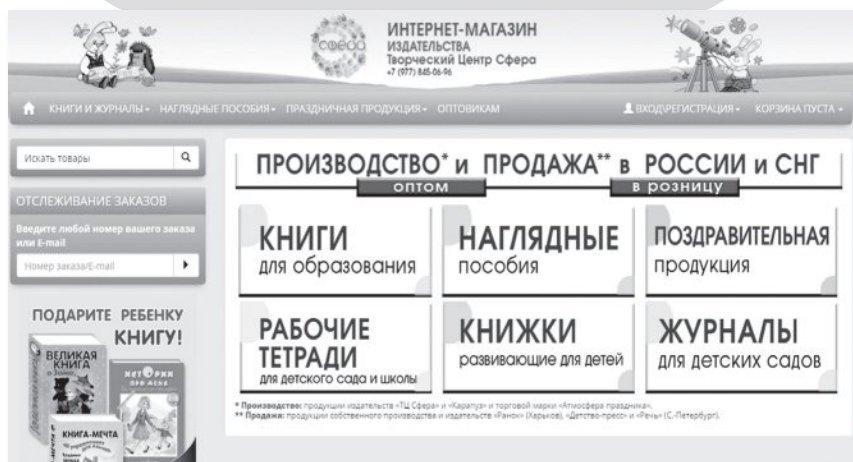 сфера
ИНТЕРНЕТ-МАГАЗИН
ИЗДАТЕЛЬСТВА
Творческий Центр Сфера
+7 (977) 845-06-96
КНИГИ И ЖУРНАЛЫ НАГЛЯДНЫЕ ПОСОБИЯ ПРАЗДНИЧНАЯ ПРОДУКЦИЯ ОПТОВИКАМ ВХОД\РЕГИСТРАЦИЯ КОРЗИНА ПУСТА
Искать товары
ОТСЛЕЖИВАНИЕ ЗАКАЗОВ
Введите любой номер вашего заказа
или E-mail
Номер заказа/E-mail
ПОДАРИТЕ РЕБЕНКУ
КНИГУ!
ВЕЛИКАЯ
КНИГА
ИСТОРИИ
ПРО МЕНЯ
КНИГА-МЕЧТА
ПРОИЗВОДСТВО* и ПРОДАЖА** в РОССИИ и СНГ
оптом в розницу
КНИГИ
для образования
НАГЛЯДНЫЕ
пособия
ПОЗДРАВИТЕЛЬНАЯ
продукция
РАБОЧИЕ
ТЕТРАДИ
для детского сада и школы
КНИЖКИ
развивающие для детей
ЖУРНАЛЫ
для детских садов
* Производство: продукции издательств «ТЦ Сфера» и «Карапуз» и торговой марки «Атмосфера праздника».
** Продажа: продукции собственного производства и издательств «Ранок» (Харьков), «Детство-пресс» и «Речь» (С.-Петербург).